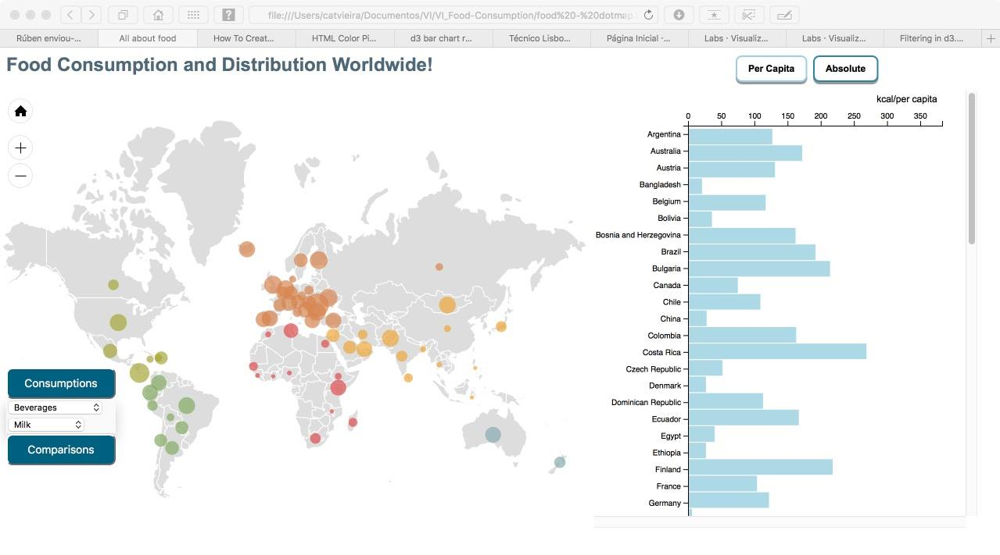 file:///Users/catvieira/Documentos/VI/VI_Food-Consumption/food%20-%20dotmap.
Rúben enviou-... All about food How To Creat... HTML Color Pi... d3 bar chart r... Técnico Lisbo... Página Inicial ·... Labs · Visualiz... Labs · Visualiz... Filtering in d3....
Food Consumption and Distribution Worldwide!
Per Capita Absolute
kcal/per capita
0 50 100 150 200 250 300 350
Argentina
Australia
Austria
Bangladesh
Belgium
Bolivia
Bosnia and Herzegovina
Brazil
Bulgaria
Canada
Chile
China
Colombia
Costa Rica
Czech Republic
Denmark
Dominican Republic
Ecuador
Egypt
Ethiopia
Finland
France
Germany
Consumptions
Beverages
Milk
Comparisons